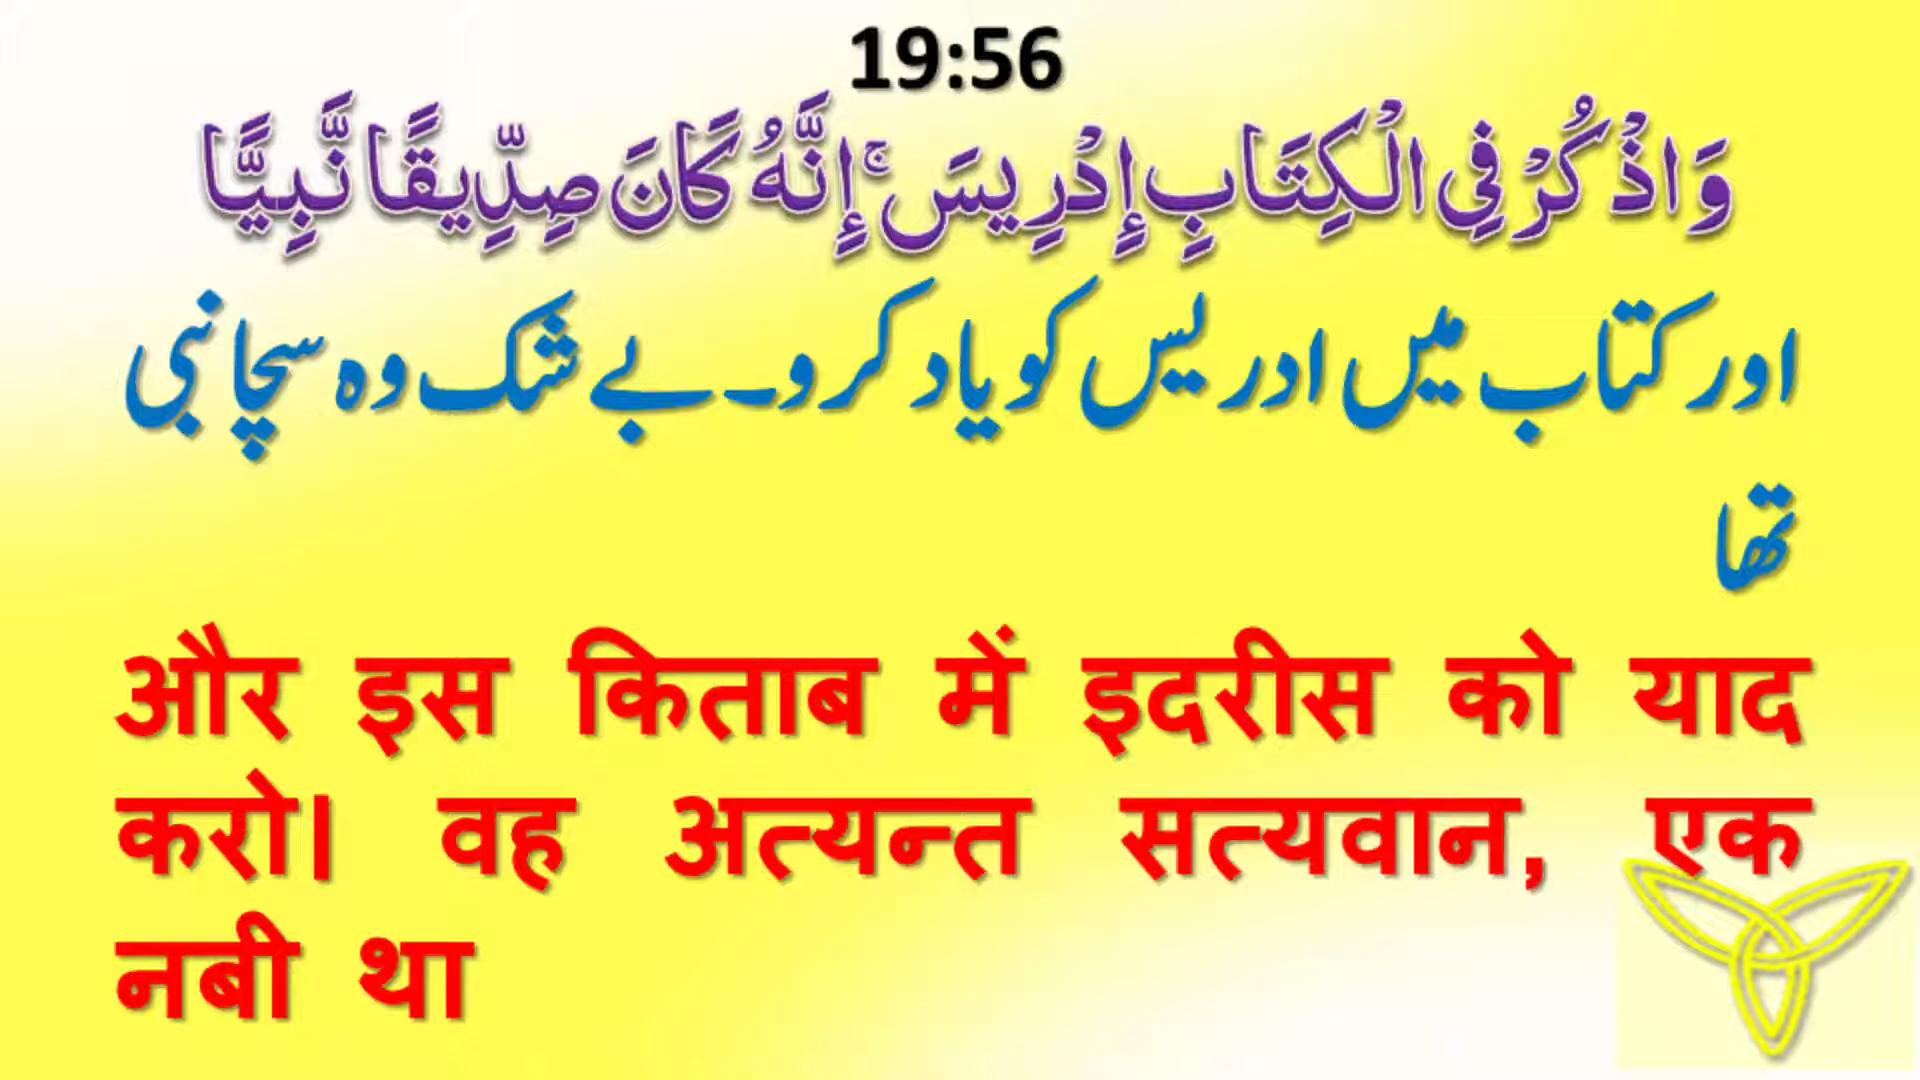 19:56
وَاذْكُرْ فِي الْكِتَابِ إِدْرِيسَ ۚ إِنَّهُ كَانَ صِدِّيقًا نَّبِيًّا
اور کتاب میں ادریس کو یاد کرو۔ بے شک وہ سچا نبی
تھا
और इस किताब में इदरीस को याद
करो। वह अत्यन्त सत्यवान, एक
नबी था